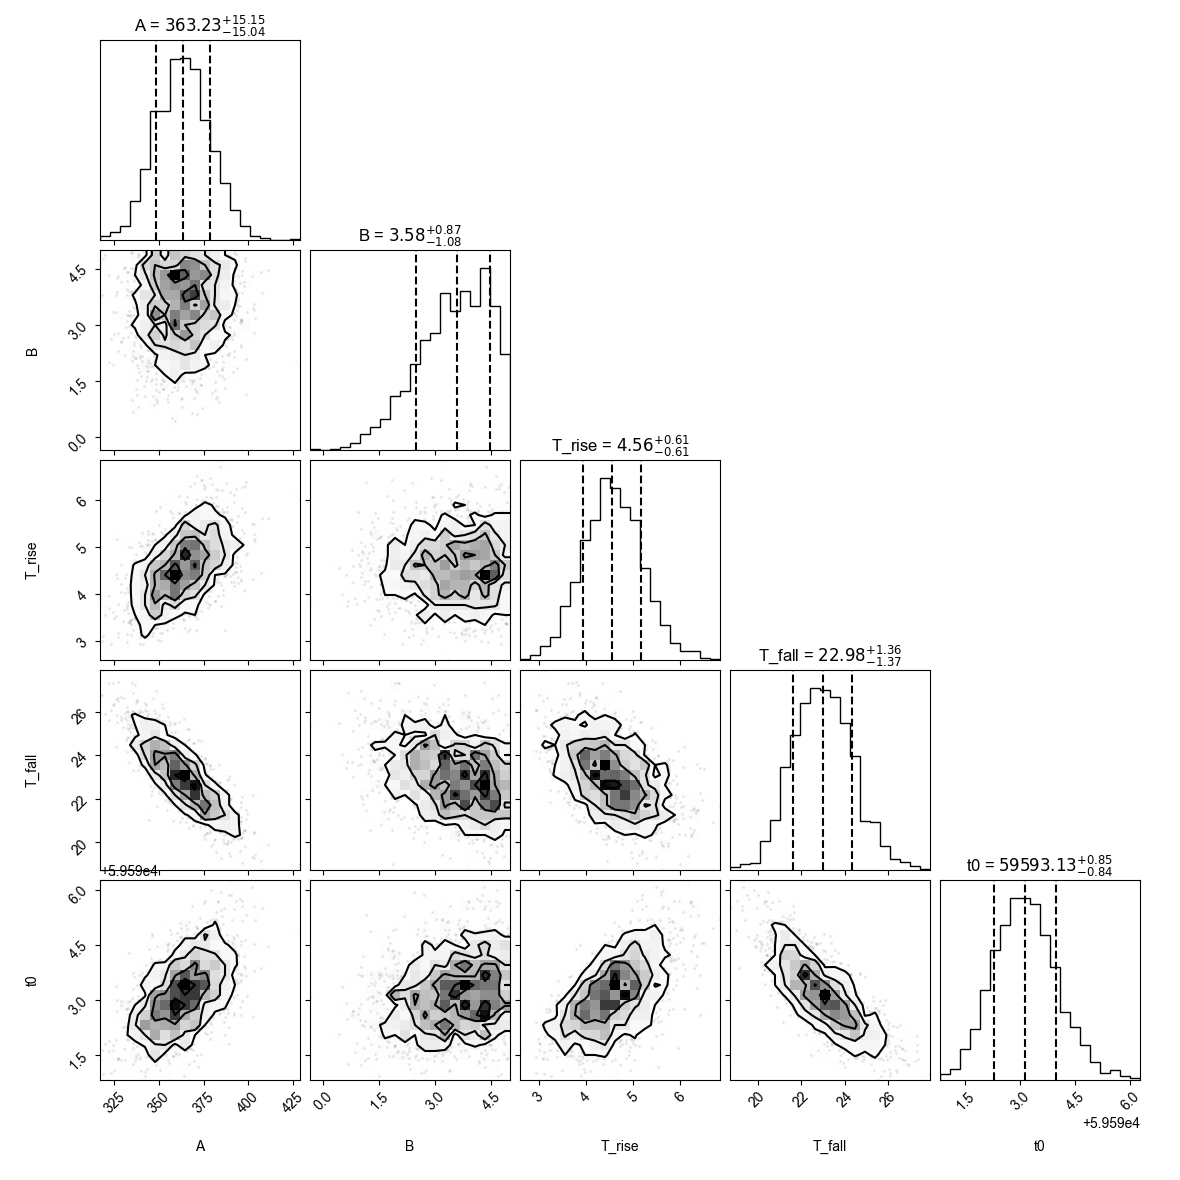 A = 363.23+15.15−15.04
B = 3.58+0.87−1.08
4.5
3.0
1.5
0.0
B
T_rise = 4.56+0.61−0.61
6
5
4
3
T_rise
T_fall = 22.98+1.36−1.37
26
24
22
20
T_fall
+5.959e4
t0 = 59593.13+0.85−0.84
6.0
4.5
3.0
1.5
t0
325 350 375 400 425 0.0 1.5 3.0 4.5 3 4 5 6 20 22 24 26 1.5 3.0 4.5 6.0
+5.959e4
A B T_rise T_fall t0